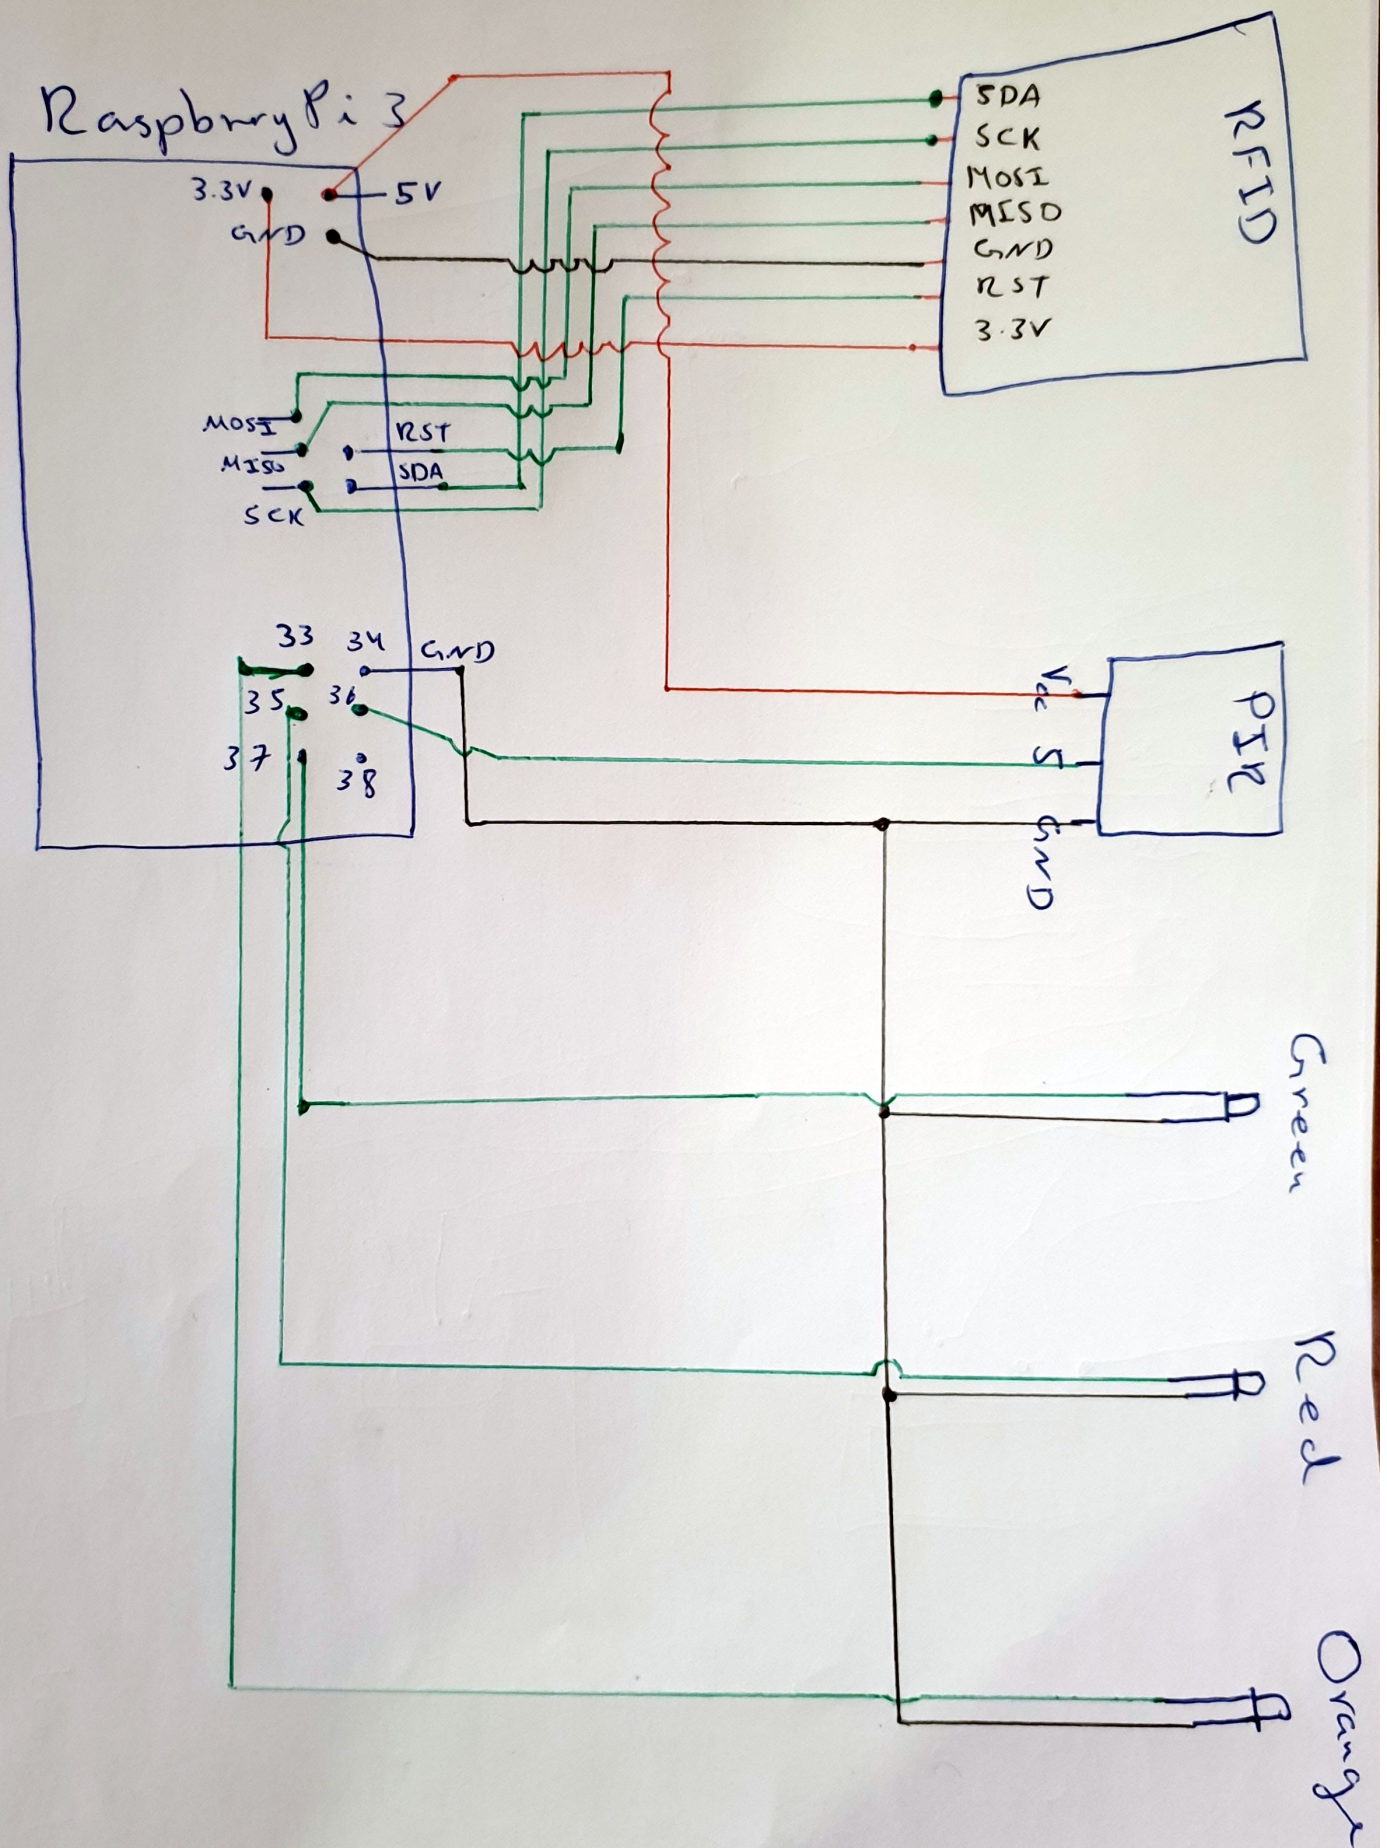 RaspburyPi 3
3.3V
5V
GND
MOSI
MISO
SCK
RST
SDA
33
34
GND
35
36
37
38
SDA
SCK
MOSI
MISO
GND
RST
3.3V
RFID
Vcc
S
GND
PIR
Green
Red
Orange